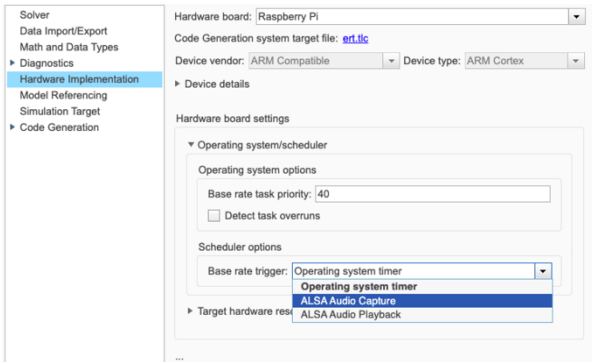 Solver
Data Import/Export
Math and Data Types
Diagnostics
Hardware Implementation
Model Referencing
Simulation Target
Code Generation
Hardware board: Raspberry Pi
Code Generation system target file: ert.tlc
Device vendor: ARM Compatible Device type: ARM Cortex
Device details
Hardware board settings
Operating system/scheduler
Operating system options
Base rate task priority: 40
Detect task overruns
Scheduler options
Base rate trigger: Operating system timer
Operating system timer
ALSA Audio Capture
ALSA Audio Playback
Target hardware
...